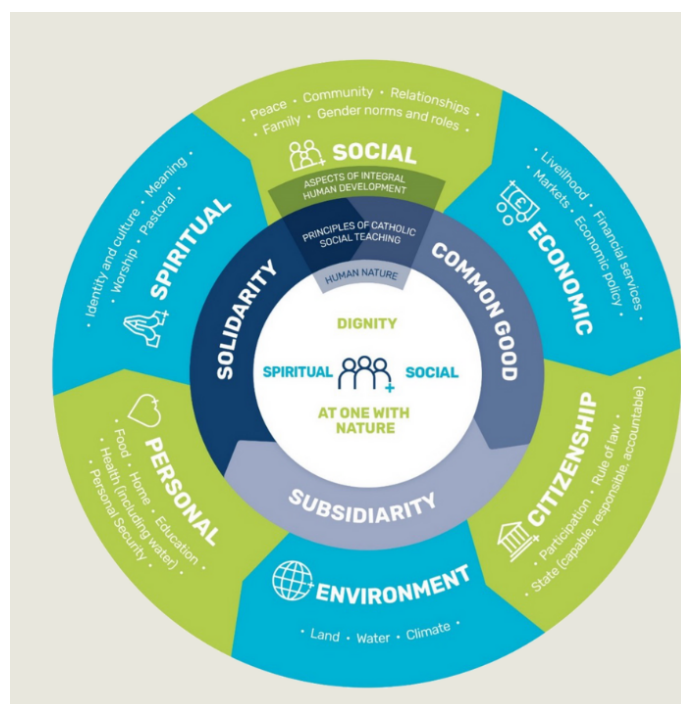 • Peace • Community • Relationships •
• Family • Gender norms and roles •
SOCIAL
ASPECTS OF INTEGRAL
HUMAN DEVELOPMENT
PRINCIPLES OF CATHOLIC
SOCIAL TEACHING
HUMAN NATURE
• Livelihood • Financial services
• Markets • Economic policy •
ECONOMIC
CITIZENSHIP
• Participation • Rule of law •
• State (capable, responsible, accountable) •
ENVIRONMENT
• Land • Water • Climate •
PERSONAL
• Food • Home • Education •
• Health (including water) •
• Personal Security •
• Identity and culture • Meaning •
• Worship • Pastoral •
SPIRITUAL
SOLIDARITY
COMMON GOOD
SUBSIDIARITY
DIGNITY
SPIRITUAL
SOCIAL
AT ONE WITH
NATURE